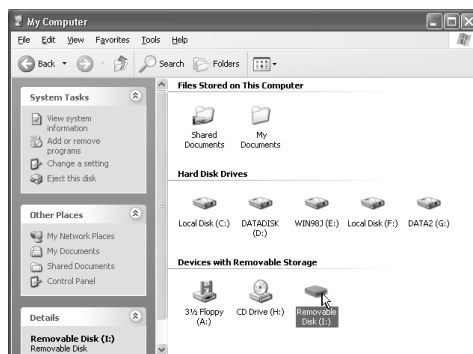 My Computer
File Edit View Favorites Tools Help
Back Search Folders
System Tasks
View system
information
Add or remove
programs
Change a setting
Eject this disk
Other Places
My Network Places
My Documents
Shared Documents
Control Panel
Details
Removable Disk (I:)
Removable Disk
Files Stored on This Computer
Shared
Documents
My
Documents
Hard Disk Drives
Local Disk (C:)
DATADISK
(D:)
WIN98J (E:)
Local Disk (F:)
DATA2 (G:)
Devices with Removable Storage
3½ Floppy
(A:)
CD Drive (H:)
Removable
Disk (I:)